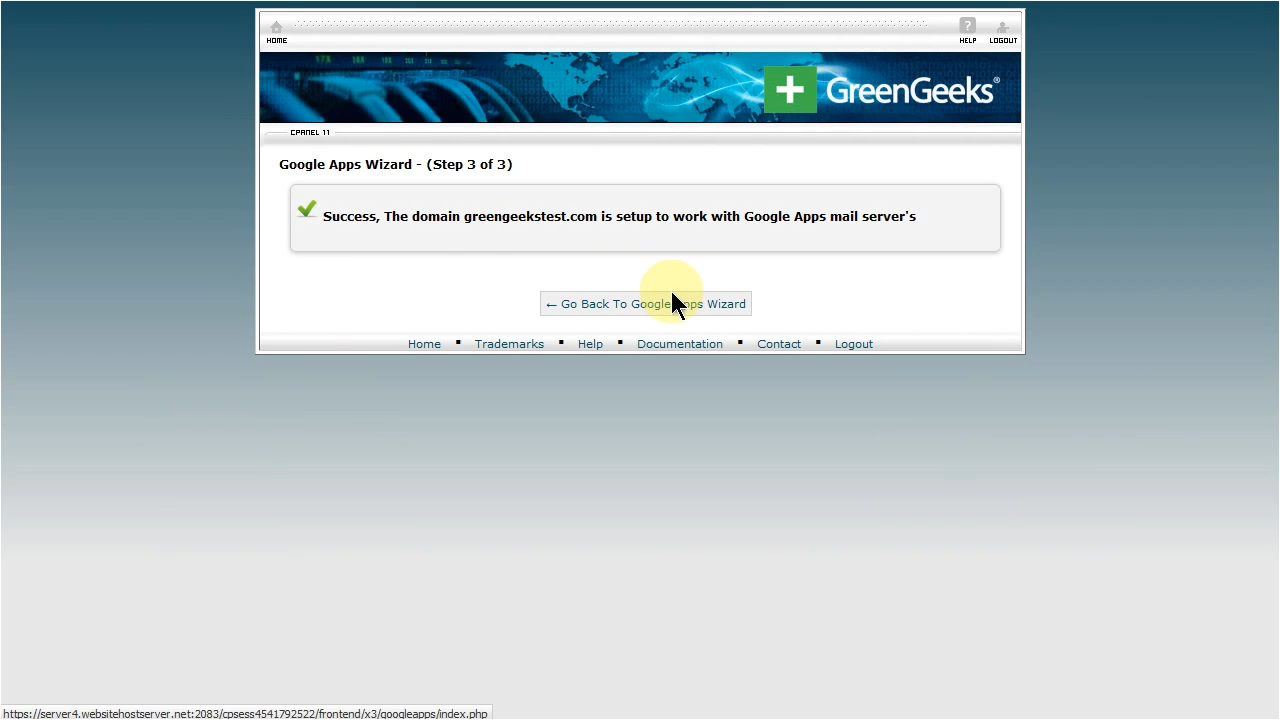 HOME
HELP
LOGOUT
+ GreenGeeks®
CPANEL 11
Google Apps Wizard - (Step 3 of 3)
Success, The domain greengeekstest.com is setup to work with Google Apps mail server's
← Go Back To Google Apps Wizard
Home ▪ Trademarks ▪ Help ▪ Documentation ▪ Contact ▪ Logout
https://server4.websitehostserver.net:2083/cpsess4541792522/frontend/x3/googleapps/index.php